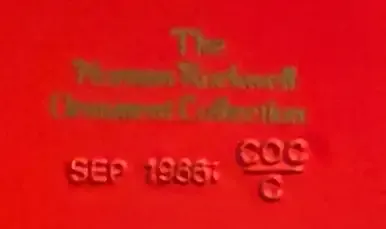 The
Norman Rockwell
Ornament Collection
SEP 1986: COC
C